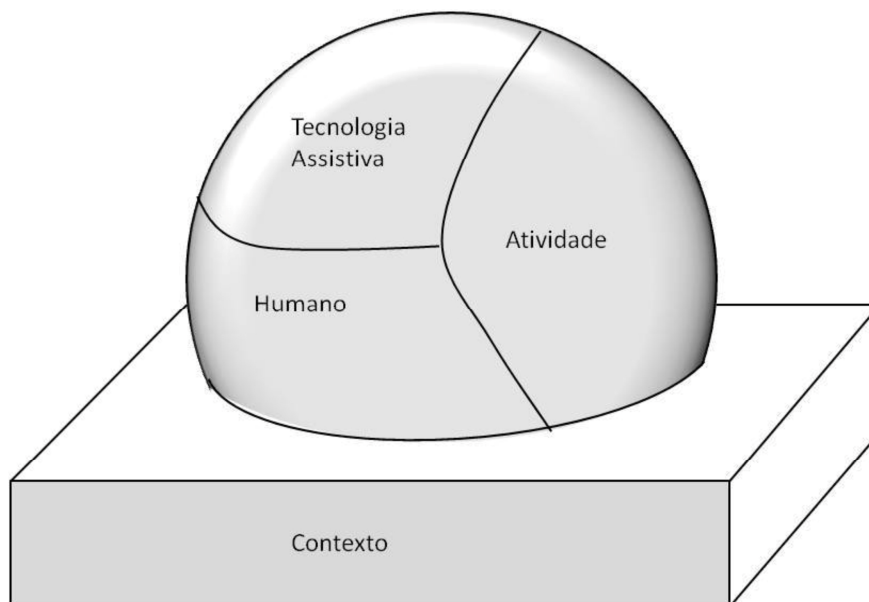 Tecnologia
Assistiva
Atividade
Humano
Contexto